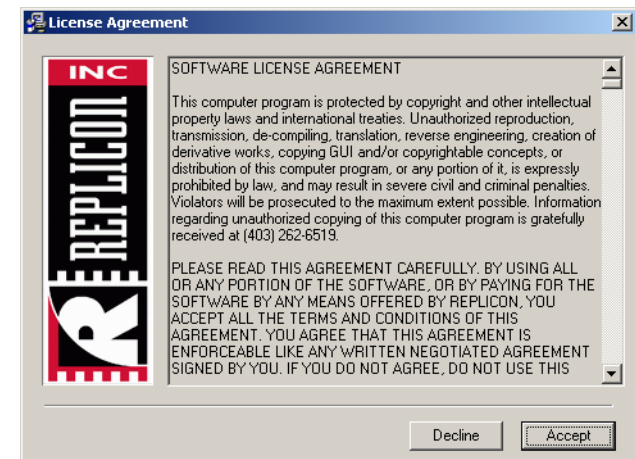 License Agreement
INC
REPLICON
R
SOFTWARE LICENSE AGREEMENT
This computer program is protected by copyright and other intellectual
property laws and international treaties. Unauthorized reproduction,
transmission, de-compiling, translation, reverse engineering, creation of
derivative works, copying GUI and/or copyrightable concepts, or
distribution of this computer program, or any portion of it, is expressly
prohibited by law, and may result in severe civil and criminal penalties.
Violators will be prosecuted to the maximum extent possible. Information
regarding unauthorized copying of this computer program is gratefully
received at (403) 262-6519.
PLEASE READ THIS AGREEMENT CAREFULLY. BY USING ALL
OR ANY PORTION OF THE SOFTWARE, OR BY PAYING FOR THE
SOFTWARE BY ANY MEANS OFFERED BY REPLICON, YOU
ACCEPT ALL THE TERMS AND CONDITIONS OF THIS
AGREEMENT. YOU AGREE THAT THIS AGREEMENT IS
ENFORCEABLE LIKE ANY WRITTEN NEGOTIATED AGREEMENT
SIGNED BY YOU. IF YOU DO NOT AGREE, DO NOT USE THIS
Decline
Accept